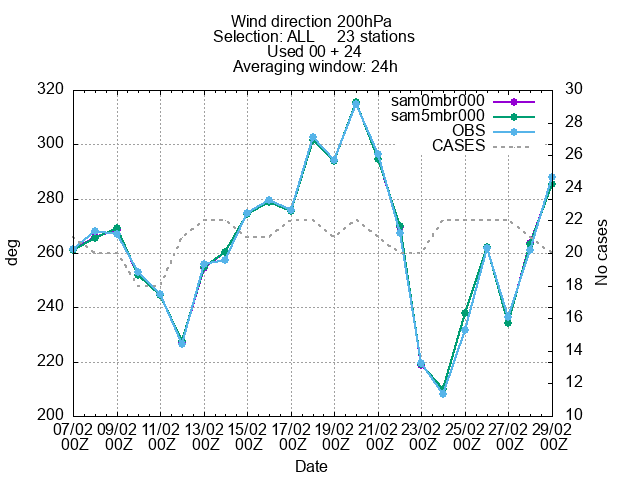 Wind direction 200hPa
Selection: ALL 23 stations
Used 00 + 24
Averaging window: 24h
sam0mbr000
sam5mbr000
OBS
CASES
320
300
280
260
240
220
200
deg
30
28
26
24
22
20
18
16
14
12
10
No cases
07/02 09/02 11/02 13/02 15/02 17/02 19/02 21/02 23/02 25/02 27/02 29/02
00Z 00Z 00Z 00Z 00Z 00Z 00Z 00Z 00Z 00Z 00Z 00Z
Date